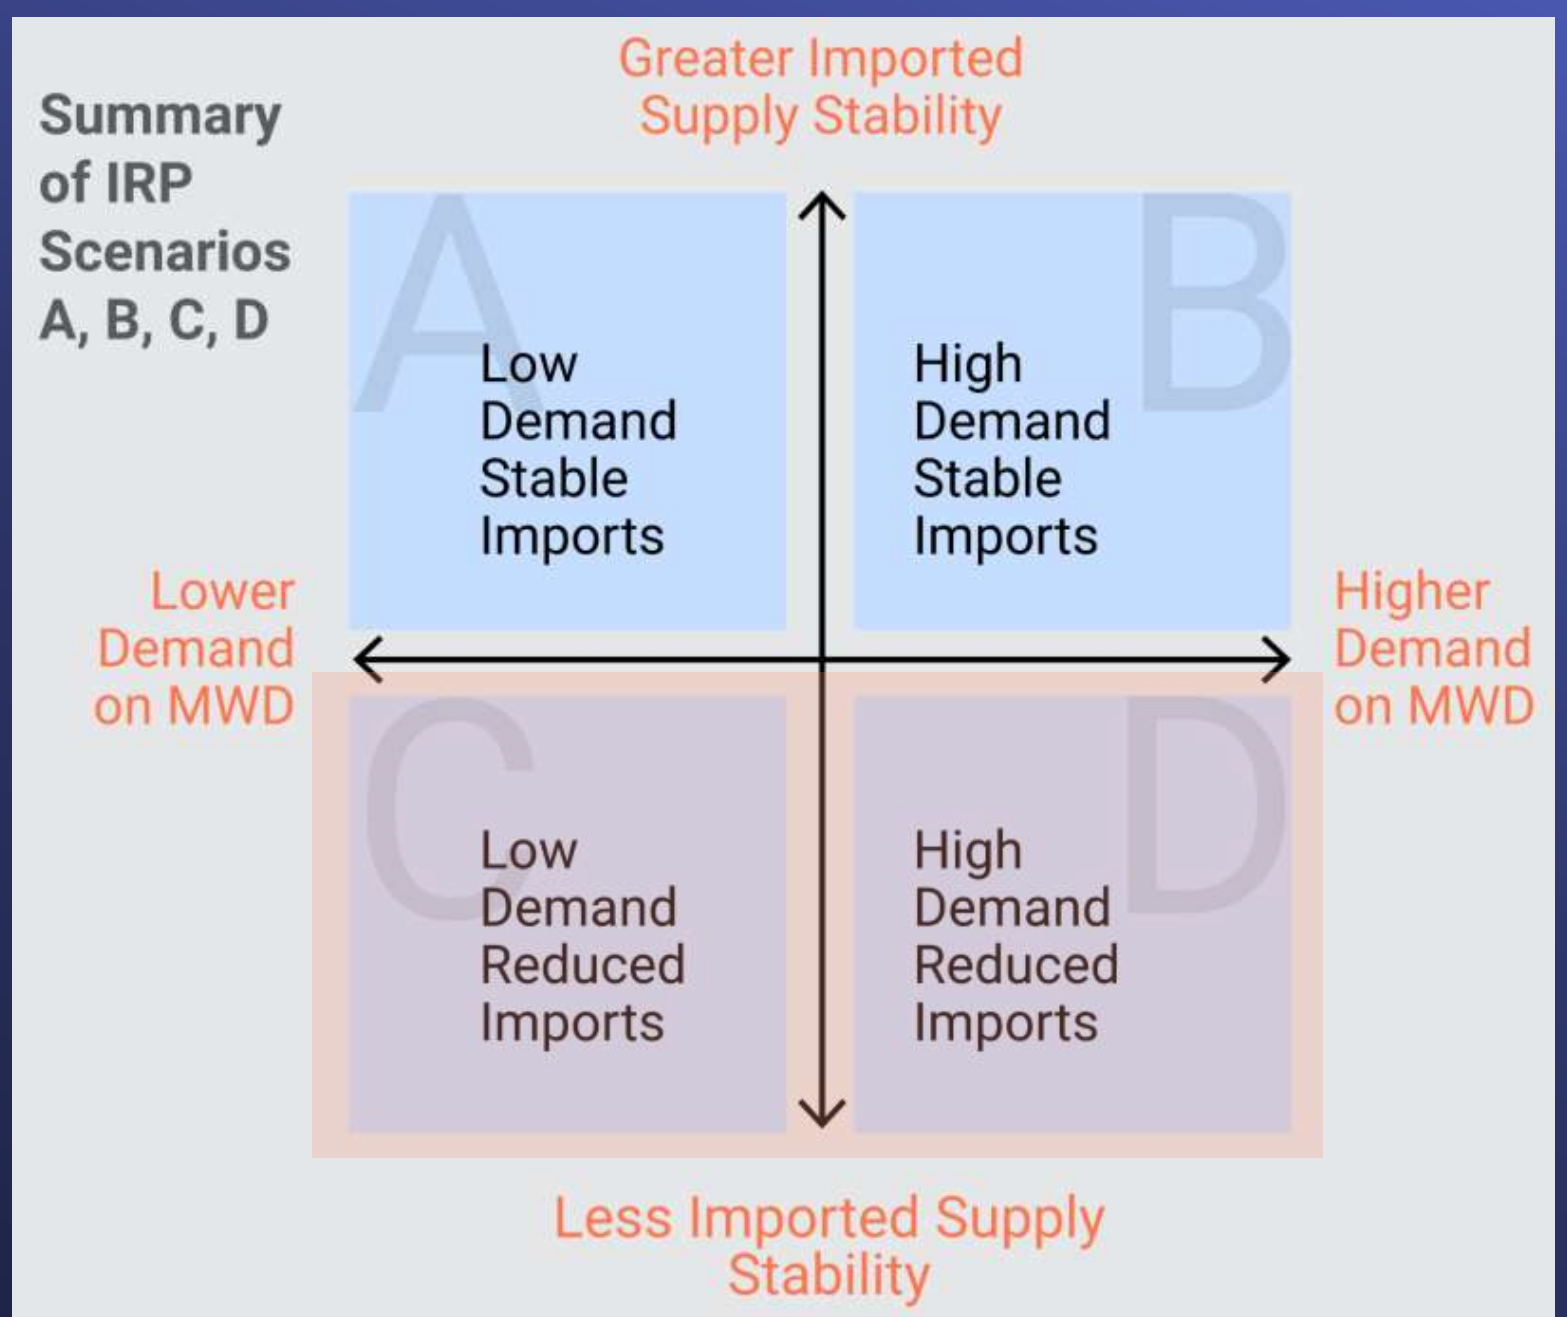 Summary
of IRP
Scenarios
A, B, C, D
Greater Imported
Supply Stability
A
Low
Demand
Stable
Imports
B
High
Demand
Stable
Imports
Lower
Demand
on MWD
Higher
Demand
on MWD
C
Low
Demand
Reduced
Imports
D
High
Demand
Reduced
Imports
Less Imported Supply
Stability